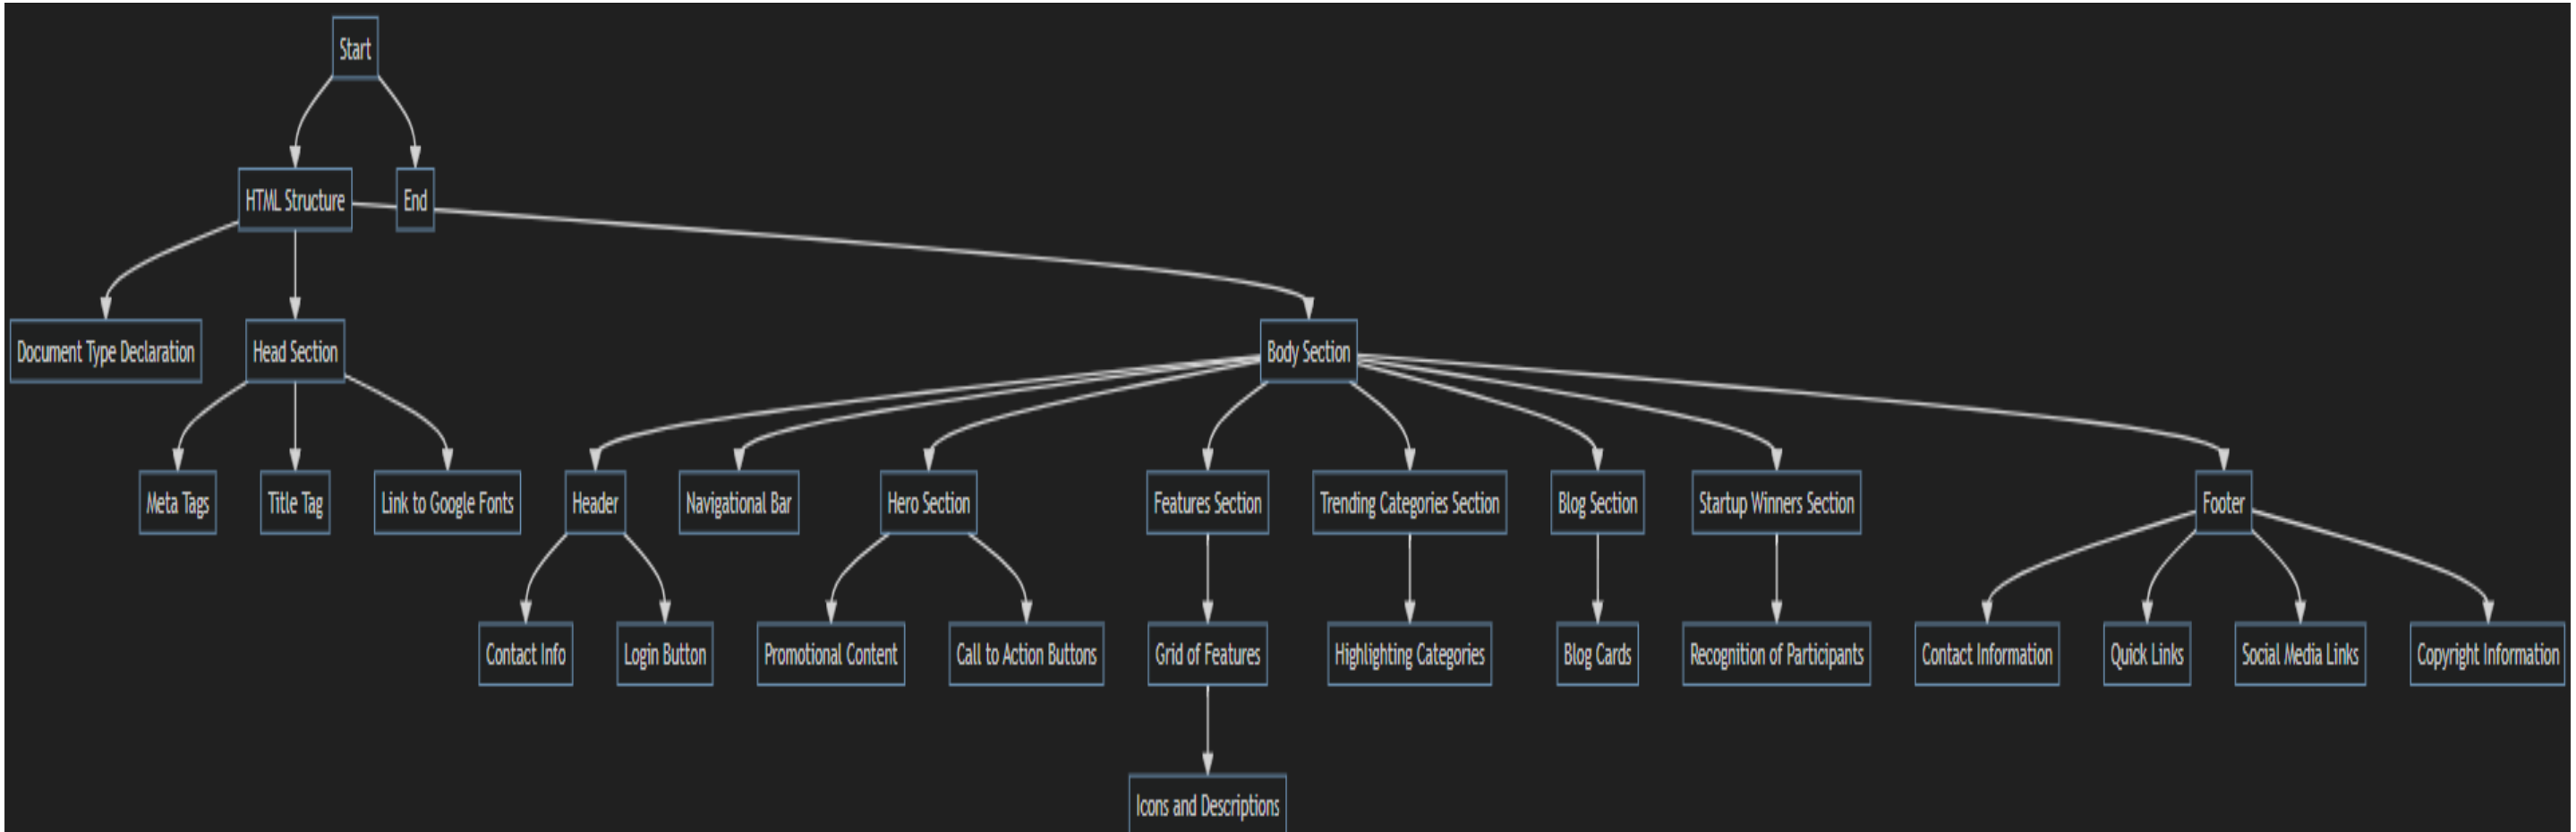 Start
HTML Structure
End
Document Type Declaration
Head Section
Body Section
Meta Tags
Title Tag
Link to Google Fonts
Header
Navigational Bar
Hero Section
Features Section
Trending Categories Section
Blog Section
Startup Winners Section
Footer
Contact Info
Login Button
Promotional Content
Call to Action Buttons
Grid of Features
Highlighting Categories
Blog Cards
Recognition of Participants
Contact Information
Quick Links
Social Media Links
Copyright Information
Icons and Descriptions